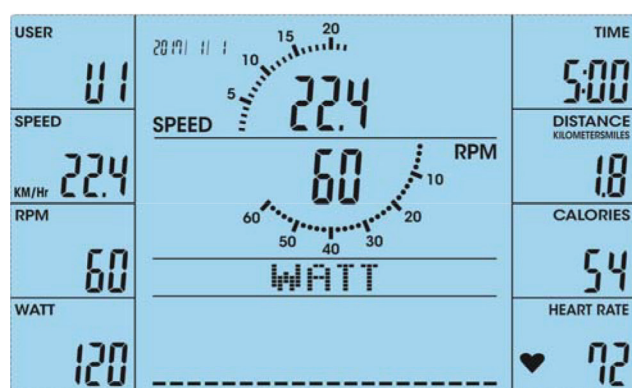 USER
U1
SPEED
KM/Hr 22.4
RPM
60
WATT
120
2017/ 1/ 1
5 10 15 20
SPEED 22.4
60 RPM
10
60 20
50 40 30
WATT
TIME
5:00
DISTANCE
KILOMETERSMILES
1.8
CALORIES
54
HEART RATE
72